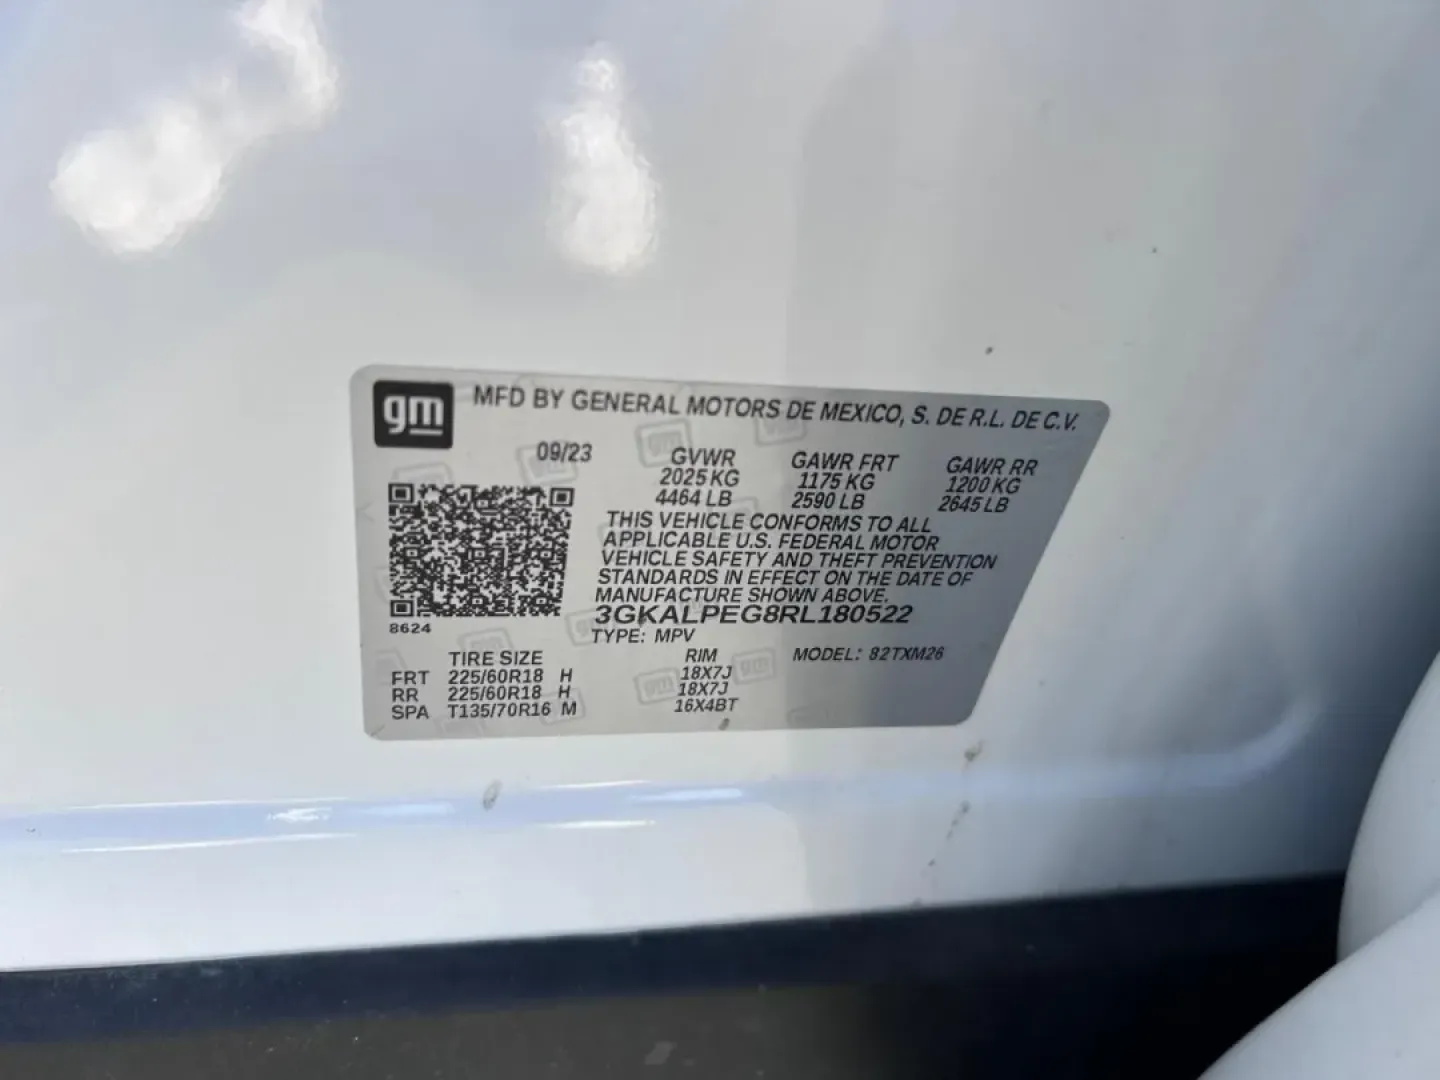 gm MFD BY GENERAL MOTORS DE MEXICO, S. DE R.L. DE C.V.
09/23 GVWR GAWR FRT GAWR RR
2025 KG 1175 KG 1200 KG
4464 LB 2590 LB 2645 LB
THIS VEHICLE CONFORMS TO ALL
APPLICABLE U.S. FEDERAL MOTOR
VEHICLE SAFETY AND THEFT PREVENTION
STANDARDS IN EFFECT ON THE DATE OF
MANUFACTURE SHOWN ABOVE.
3GKALPEG8RL180522
8624
TYPE: MPV
TIRE SIZE RIM MODEL: 82TXM26
FRT 225/60R18 H 18X7J
RR 225/60R18 H 18X7J
SPA T135/70R16 M 16X4BT